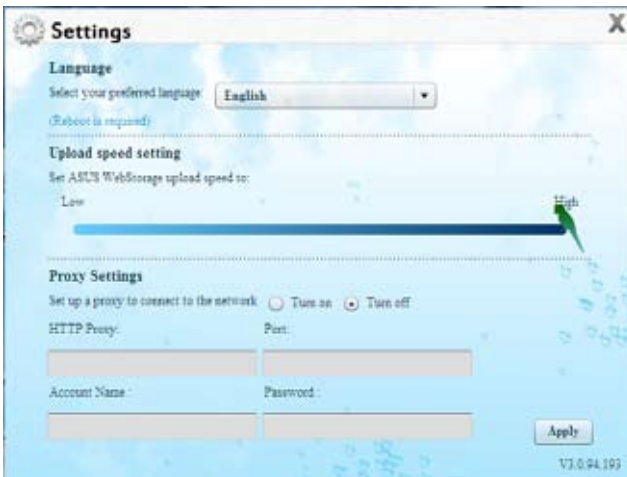 Settings
X
Language
Select your preferred language: English
(Reboot is required)
Upload speed setting
Set ASUS WebStorage upload speed to:
Low High
Proxy Settings
Set up a proxy to connect to the network Turn on Turn off
HTTP Proxy: Port:
Account Name : Password :
Apply
V3.0.94.193